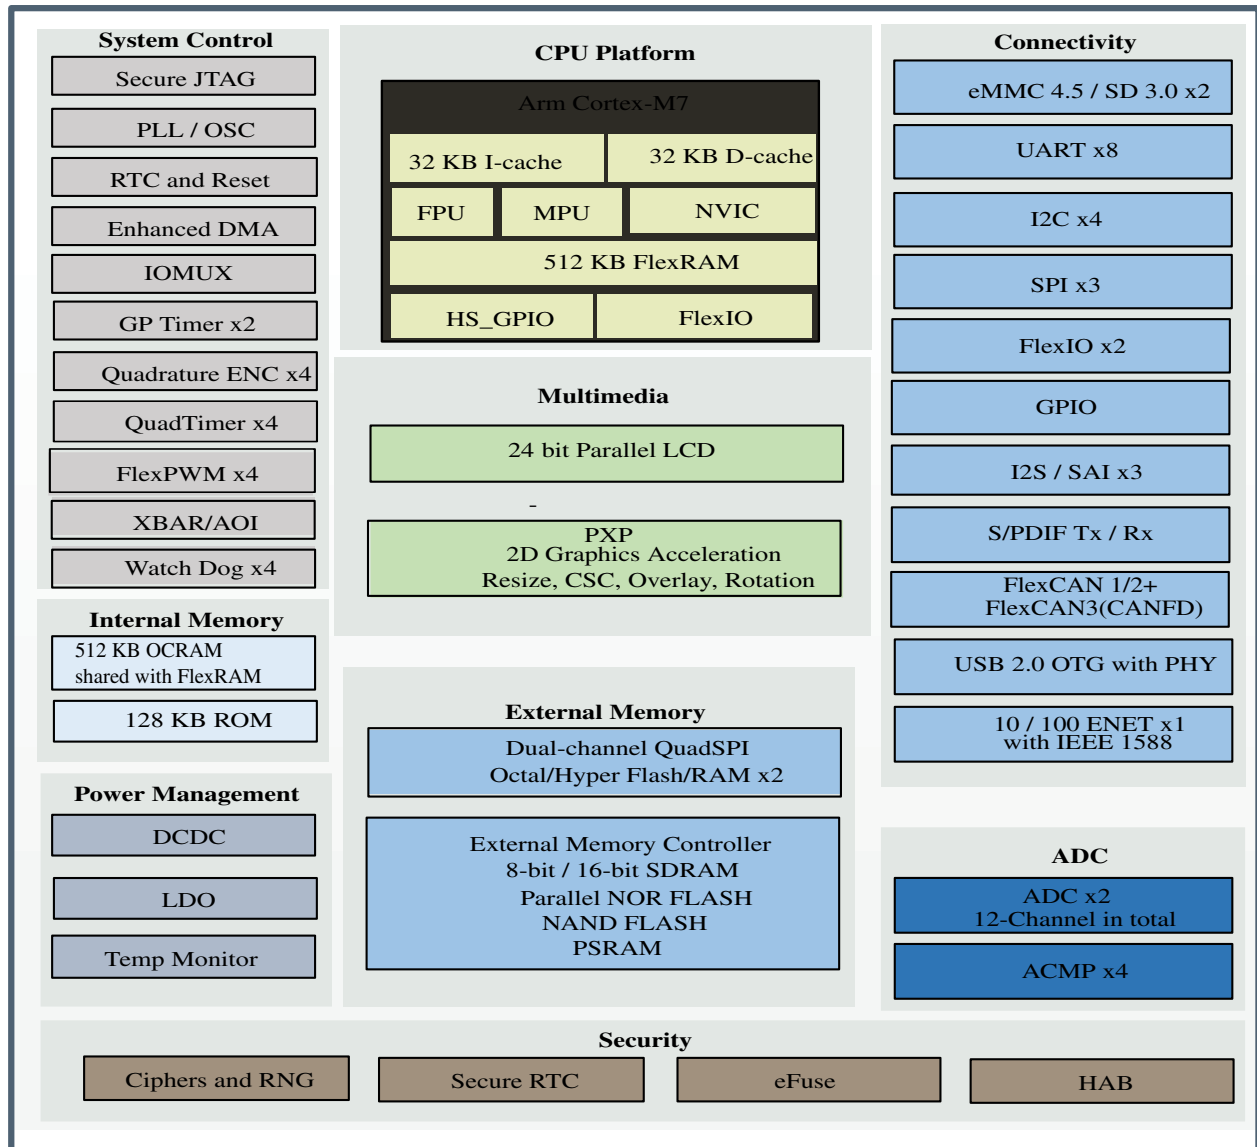 System Control
Secure JTAG
PLL / OSC
RTC and Reset
Enhanced DMA
IOMUX
GP Timer x2
Quadrature ENC x4
QuadTimer x4
FlexPWM x4
XBAR/AOI
Watch Dog x4
Internal Memory
512 KB OCRAM
shared with FlexRAM
128 KB ROM
Power Management
DCDC
LDO
Temp Monitor
CPU Platform
Arm Cortex-M7
32 KB I-cache
32 KB D-cache
FPU
MPU
NVIC
512 KB FlexRAM
HS_GPIO
FlexIO
Multimedia
24 bit Parallel LCD
-
PXP
2D Graphics Acceleration
Resize, CSC, Overlay, Rotation
External Memory
Dual-channel QuadSPI
Octal/Hyper Flash/RAM x2
External Memory Controller
8-bit / 16-bit SDRAM
Parallel NOR FLASH
NAND FLASH
PSRAM
Connectivity
eMMC 4.5 / SD 3.0 x2
UART x8
I2C x4
SPI x3
FlexIO x2
GPIO
I2S / SAI x3
S/PDIF Tx / Rx
FlexCAN 1/2+
FlexCAN3(CANFD)
USB 2.0 OTG with PHY
10 / 100 ENET x1
with IEEE 1588
ADC
ADC x2
12-Channel in total
ACMP x4
Security
Ciphers and RNG
Secure RTC
eFuse
HAB